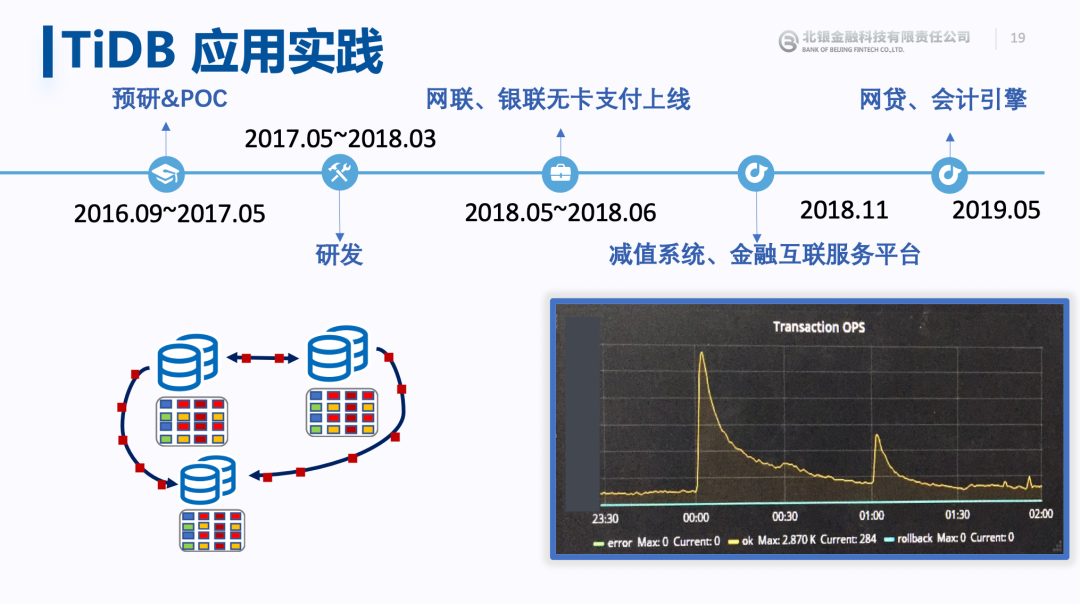 TiDB 应用实践
北银金融科技有限责任公司
BANK OF BEIJING FINTECH CO.,LTD.
19
预研&POC
2017.05~2018.03
网联、银联无卡支付上线
网贷、会计引擎
2016.09~2017.05
2018.05~2018.06
2018.11
2019.05
研发
减值系统、金融互联服务平台
Transaction OPS
23:30 00:00 00:30 01:00 01:30 02:00
error Max: 0 Current: 0 ok Max: 2.870 K Current: 284 rollback Max: 0 Current: 0